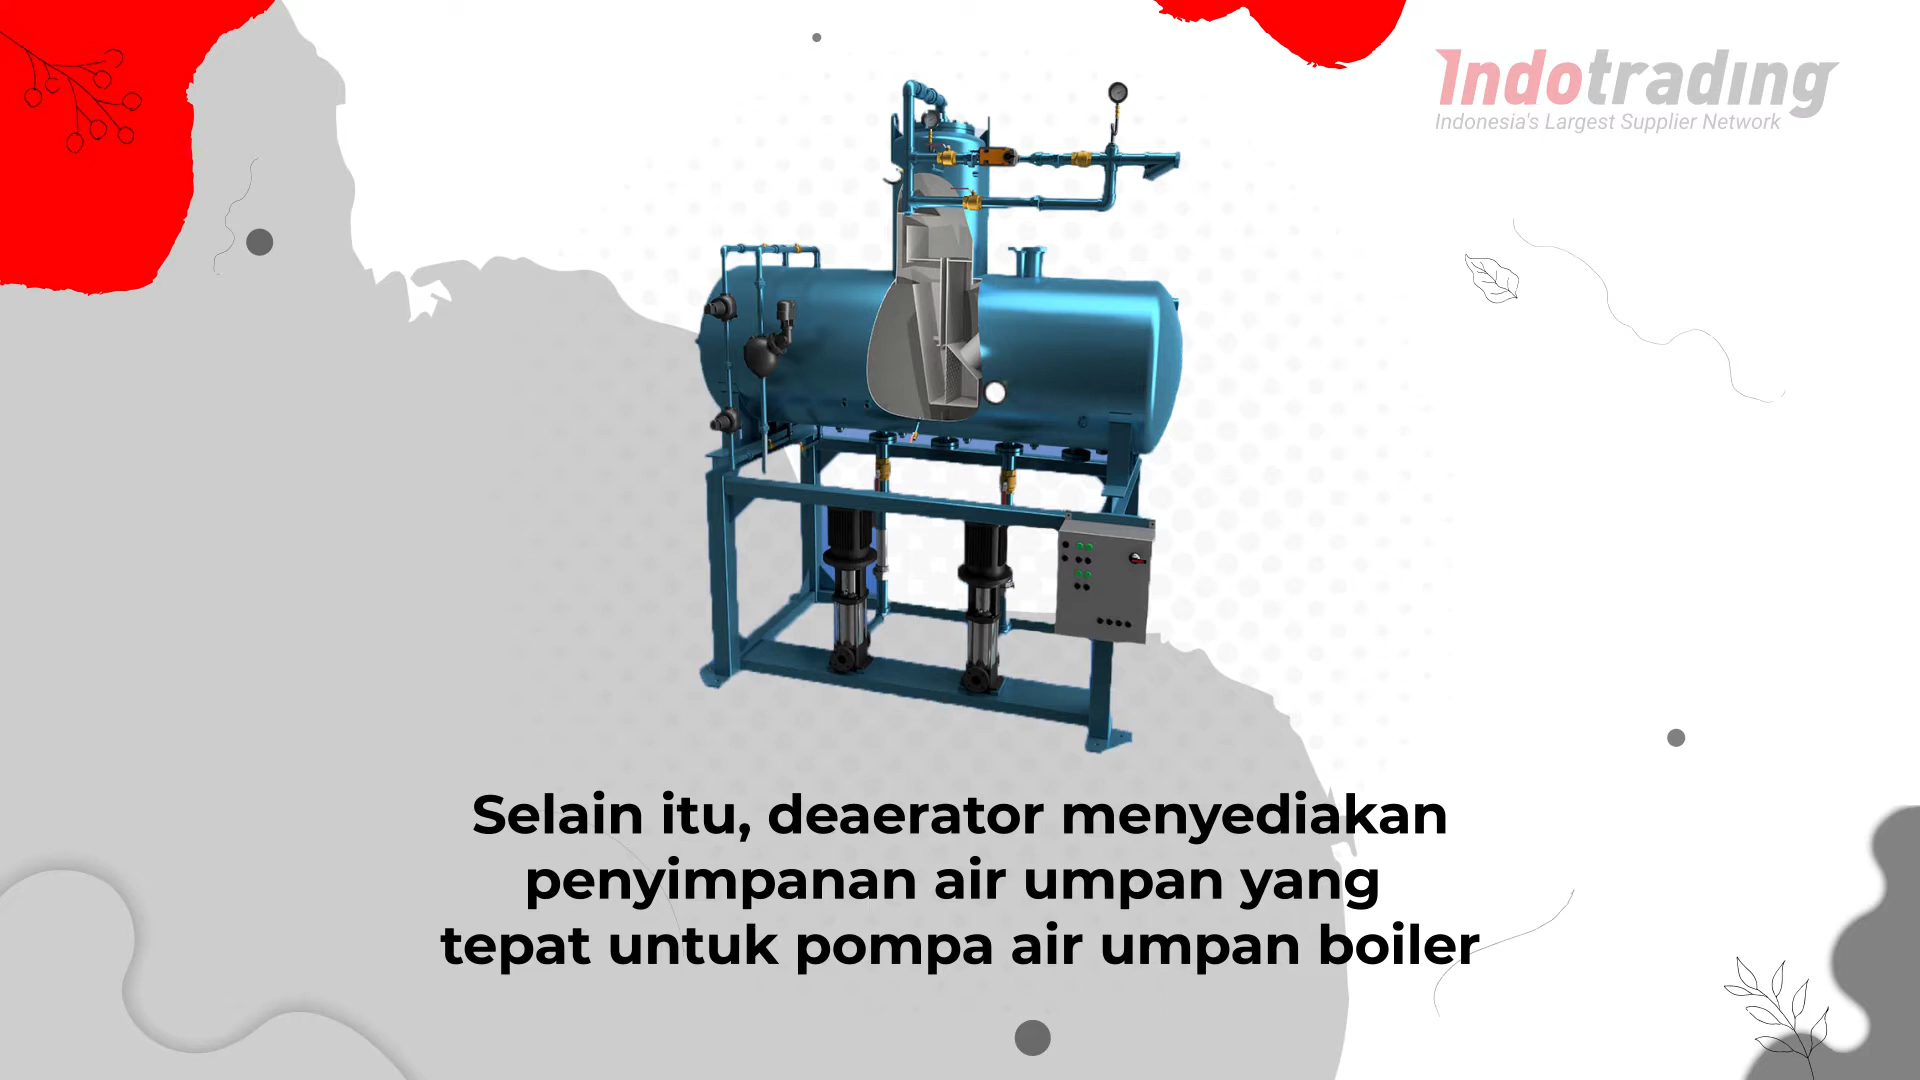 Indotrading
Indonesia's Largest Supplier Network
Selain itu, deaerator menyediakan
penyimpanan air umpan yang
tepat untuk pompa air umpan boiler